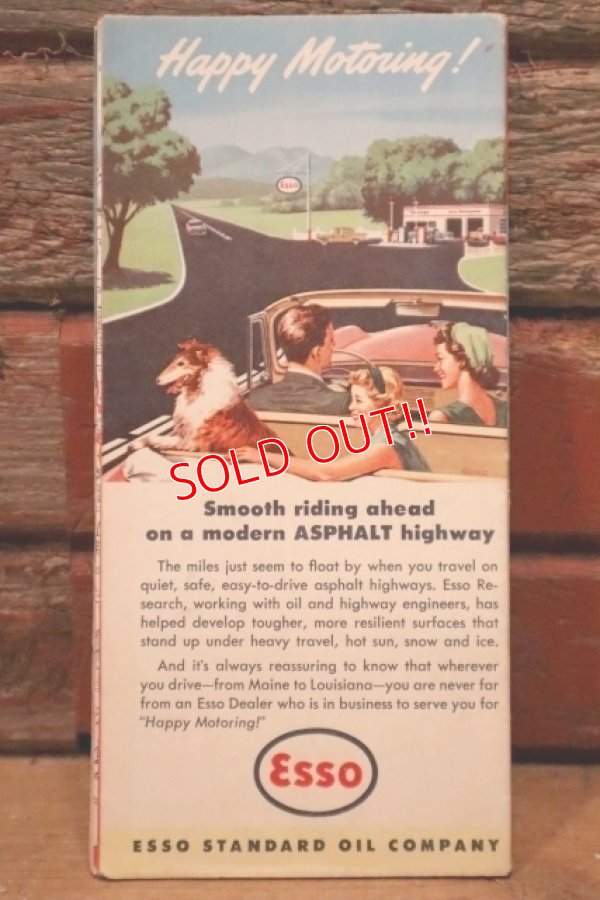 Happy Motoring!
Esso
SOLD OUT!!
Smooth riding ahead
on a modern ASPHALT highway
The miles just seem to float by when you travel on
quiet, safe, easy-to-drive asphalt highways. Esso Re-
search, working with oil and highway engineers, has
helped develop tougher, more resilient surfaces that
stand up under heavy travel, hot sun, snow and ice.
And it's always reassuring to know that wherever
you drive—from Maine to Louisiana—you are never far
from an Esso Dealer who is in business to serve you for
"Happy Motoring!"
Esso
ESSO STANDARD OIL COMPANY